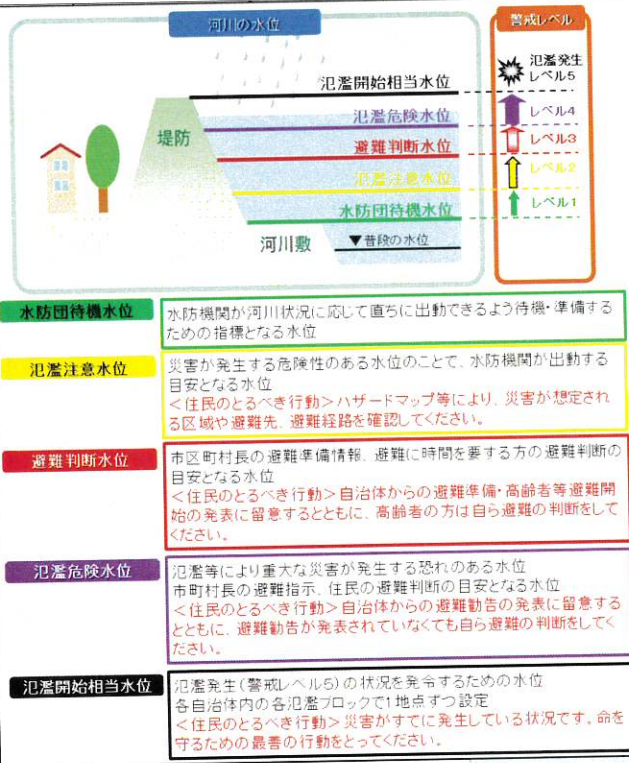 河川の水位
警戒レベル
氾濫開始相当水位
氾濫発生
レベル5
氾濫危険水位
レベル4
堤防
避難判断水位
レベル3
氾濫注意水位
レベル2
水防団待機水位
レベル1
河川敷
▼普段の水位
水防団待機水位
水防機関が河川状況に応じて直ちに出動できるよう待機・準備する
ための指標となる水位
氾濫注意水位
災害が発生する危険性のある水位のことで、水防機関が出動する
目安となる水位
<住民のとるべき行動>ハザードマップ等により、災害が想定され
る区域や避難先、避難経路を確認してください。
避難判断水位
市区町村長の避難準備情報、避難に時間を要する方の避難判断の
目安となる水位
<住民のとるべき行動>自治体からの避難準備・高齢者等避難開
始の発表に留意するとともに、高齢者の方は自ら避難の判断をして
ください。
氾濫危険水位
氾濫等により重大な災害が発生する恐れのある水位
市町村長の避難指示、住民の避難判断の目安となる水位
<住民のとるべき行動>自治体からの避難勧告の発表に留意する
とともに、避難勧告が発表されていなくても自ら避難の判断をしてく
ださい。
氾濫開始相当水位
氾濫発生(警戒レベル5)の状況を発令するための水位
各自治体内の各氾濫ブロックで1地点ずつ設定
<住民のとるべき行動>災害がすでに発生している状況です。命を
守るための最善の行動をとってください。